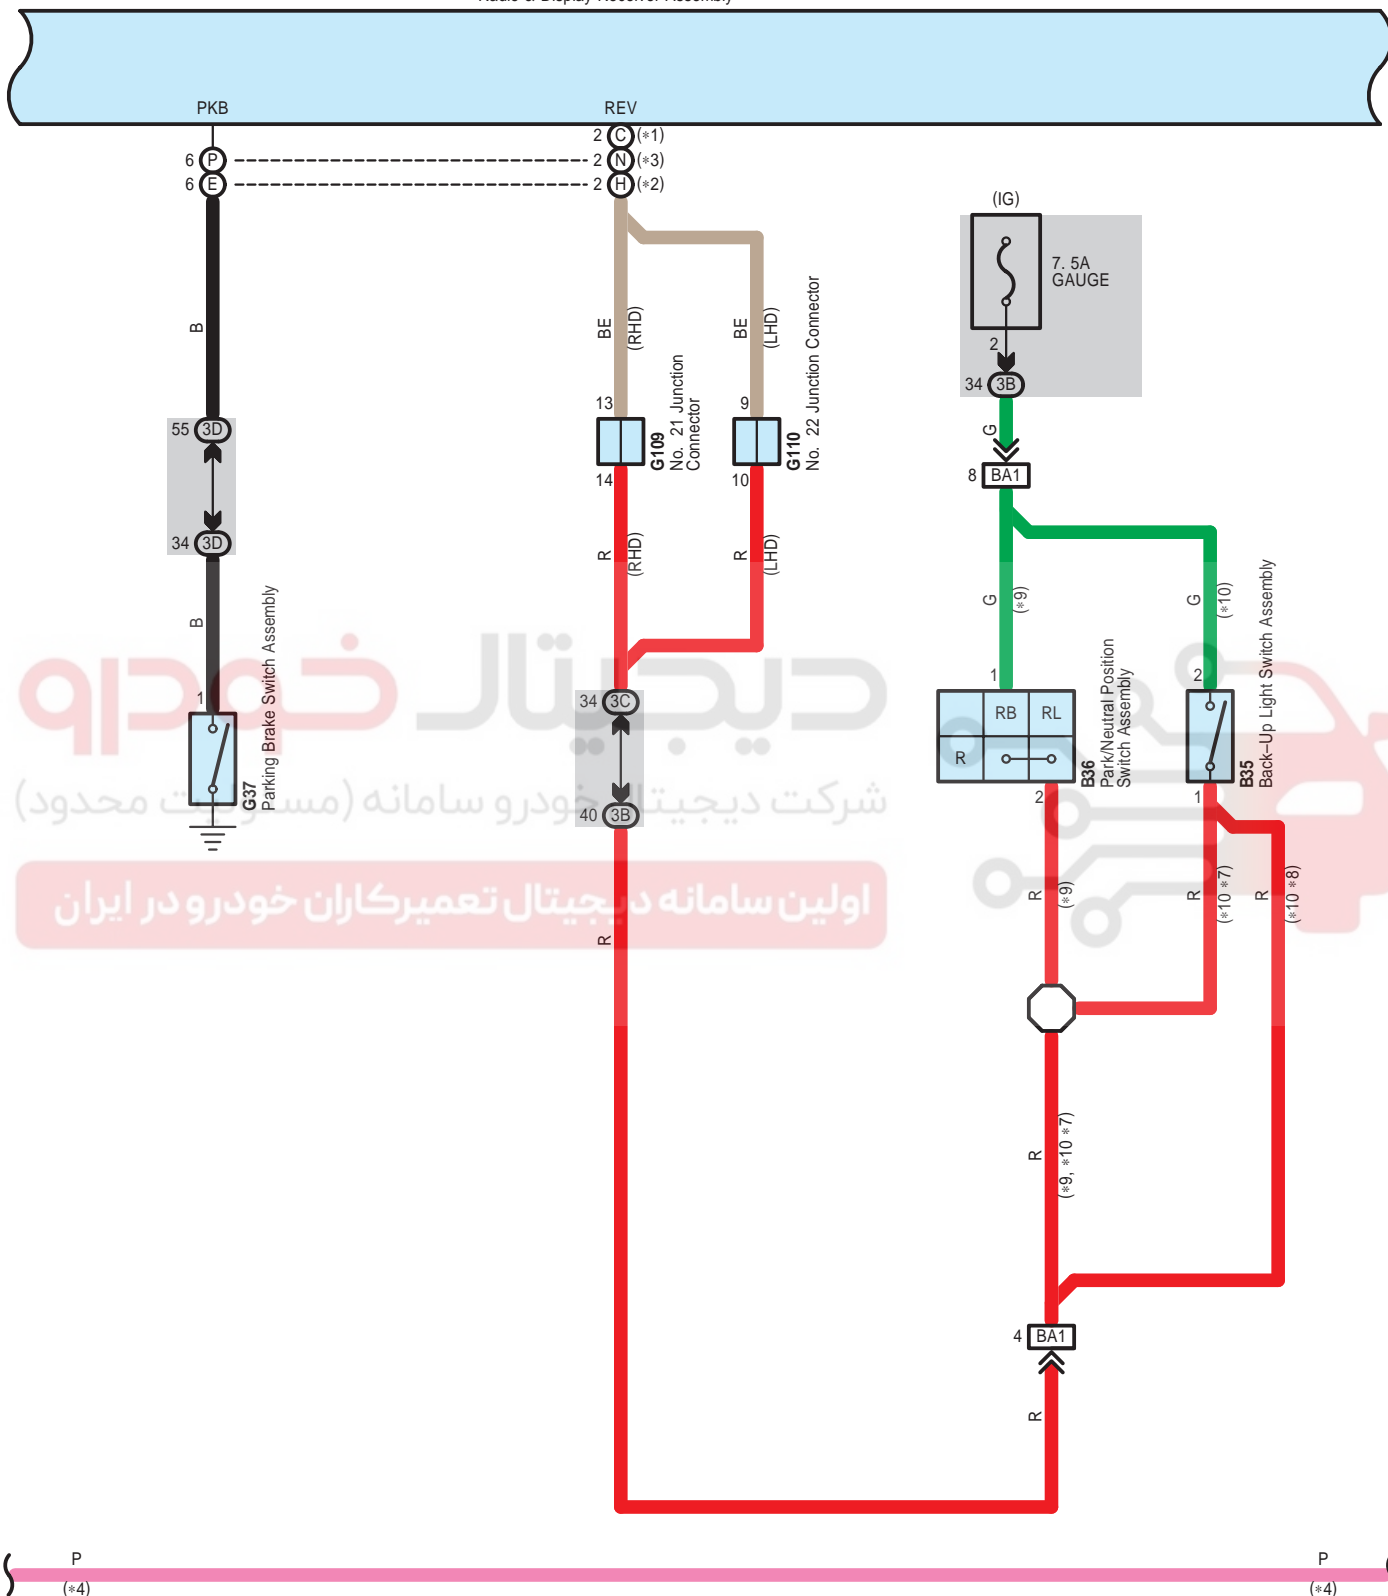 PKB
REV
2 C (*1)
6 P 2 N (*3)
6 E 2 H (*2)
(IG)
7. 5A
GAUGE
2
34 3B
B
BE
(RHD)
BE
(LHD)
13
G109
No. 21 Junction
Connector
14
9
G110
No. 22 Junction Connector
10
G
8 BA1
55 3D
34 3D
R
(RHD)
R
(LHD)
G
(*9)
G
(*10)
B
1
G37
Parking Brake Switch Assembly
34 3C
40 3B
1
RB RL
R
B36
Park/Neutral Position
Switch Assembly
2
2
B35
Back-Up Light Switch Assembly
1
دیجیتال خودرو
شرکت دیجیتال خودرو سامانه (مسئولیت محدود)
اولین سامانه دیجیتال تعمیرکاران خودرو در ایران
R
R
(*9)
R
(*10 *7)
R
(*10 *8)
R
(*9, *10 *7)
4 BA1
R
P
(*4)
P
(*4)